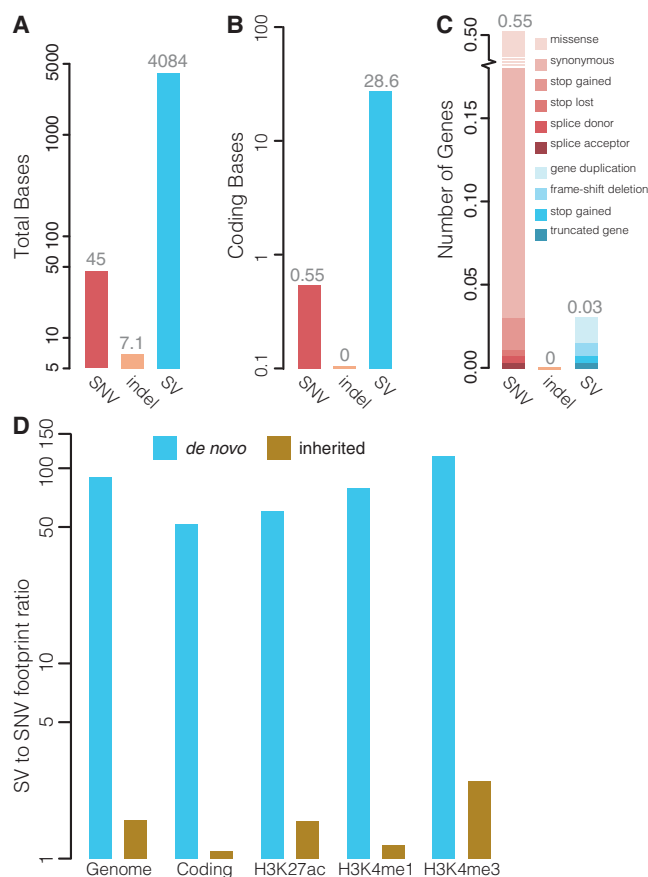 A
Total Bases
5000
1000
500
100
50
10
5
45
7.1
4084
SNV
indel
SV
B
Coding Bases
100
10
1
0.1
0.55
0
28.6
SNV
indel
SV
C
Number of Genes
0.50
0.15
0.10
0.05
0.00
0.55
0
0.03
SNV
indel
SV
missense
synonymous
stop gained
stop lost
splice donor
splice acceptor
gene duplication
frame-shift deletion
stop gained
truncated gene
D
de novo
inherited
SV to SNV footprint ratio
150
100
50
10
5
1
Genome
Coding
H3K27ac
H3K4me1
H3K4me3